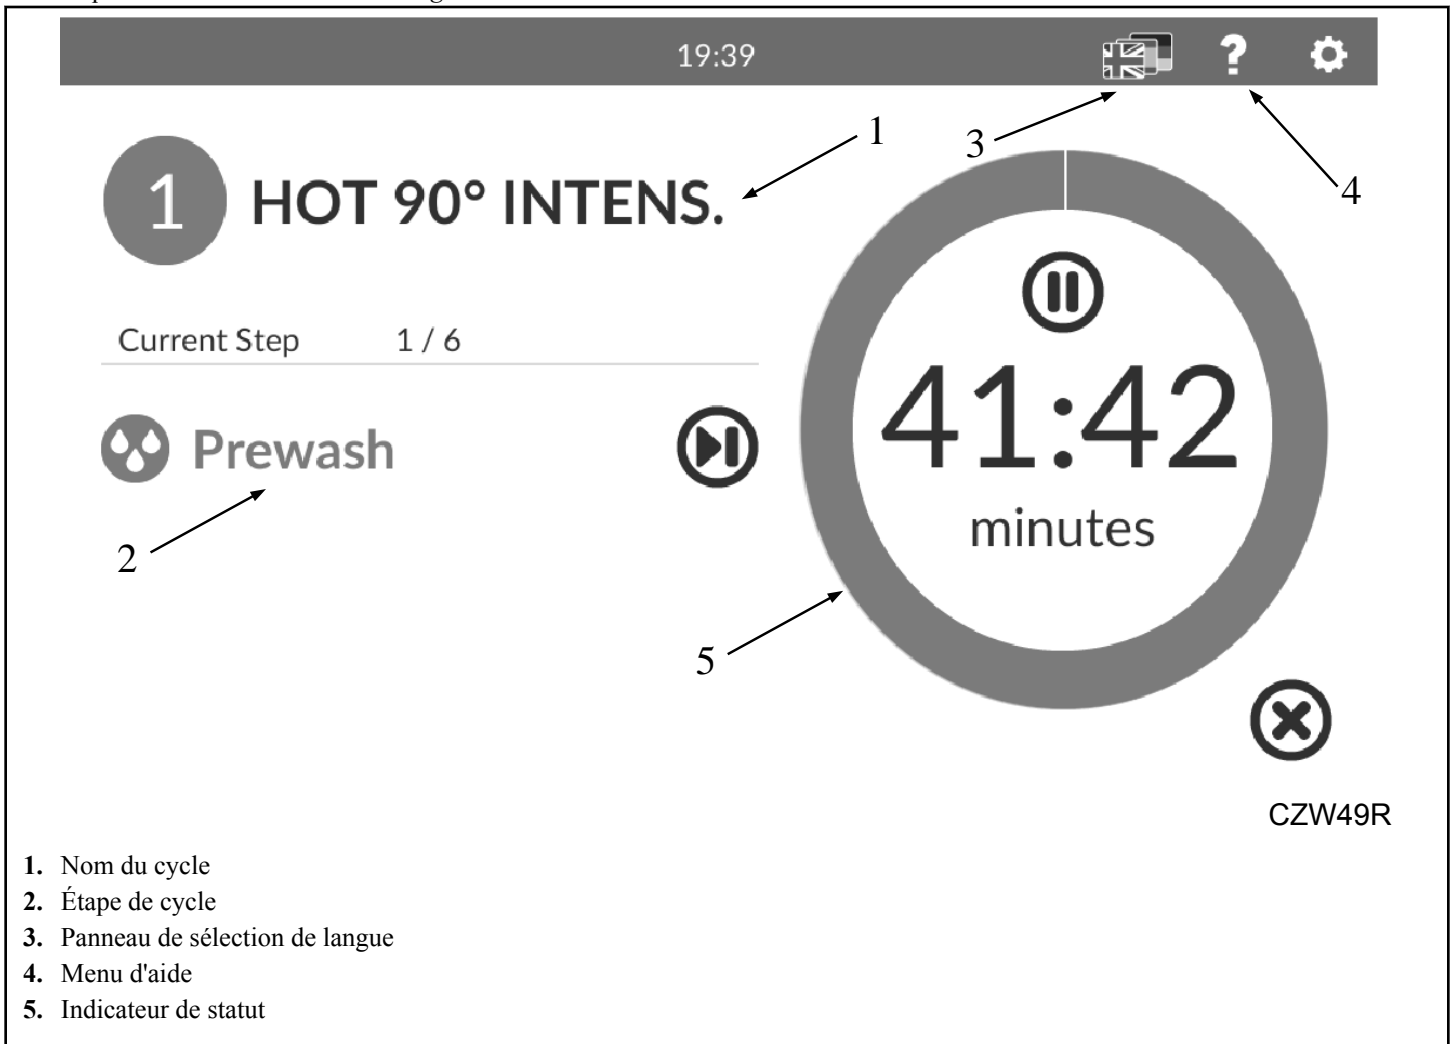 19:39
1 HOT 90° INTENS.
1
3
4
Current Step 1 / 6
Prewash
2
41:42
minutes
5
CZW49R
1. Nom du cycle
2. Étape de cycle
3. Panneau de sélection de langue
4. Menu d'aide
5. Indicateur de statut